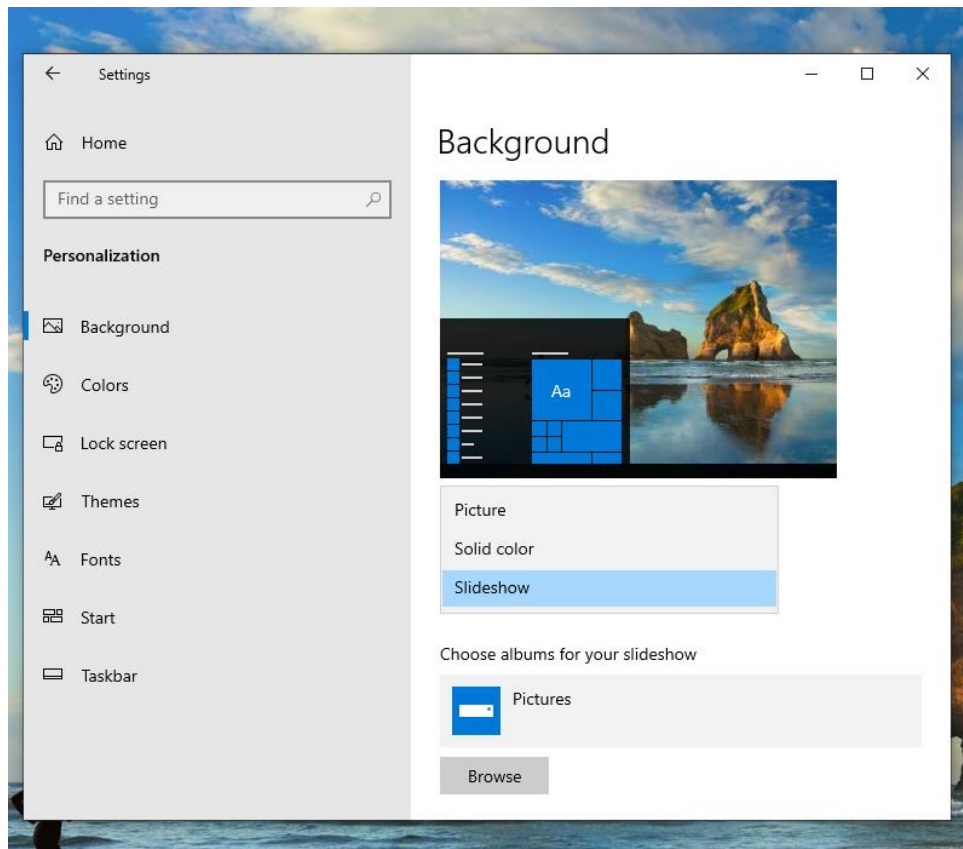 Settings
Home
Find a setting
Personalization
Background
Colors
Lock screen
Themes
Fonts
Start
Taskbar
Background
Aa
Picture
Solid color
Slideshow
Choose albums for your slideshow
Pictures
Browse